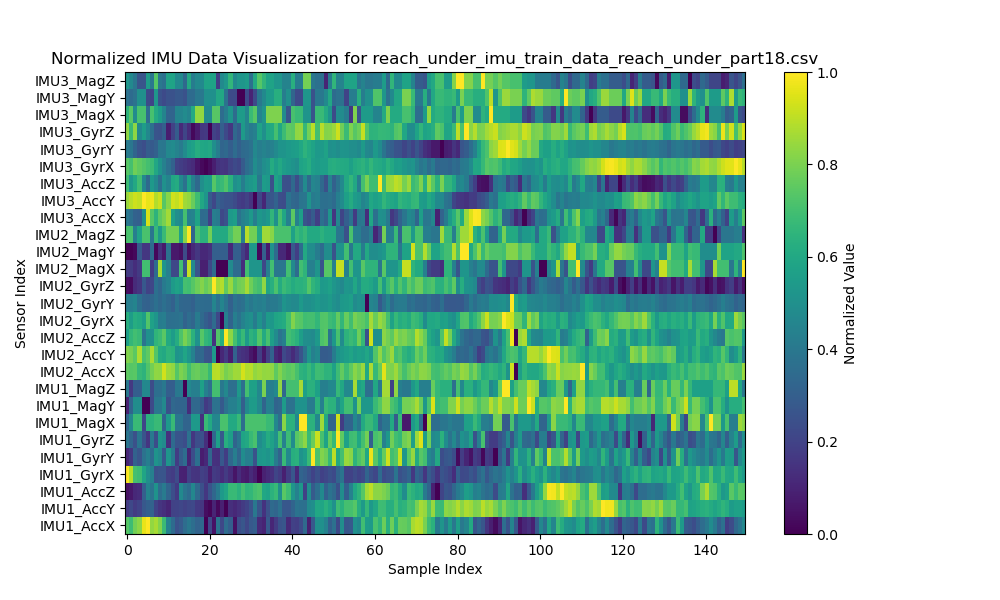 Normalized IMU Data Visualization for reach_under_imu_train_data_reach_under_part18.csv
IMU3_MagZ
IMU3_MagY
IMU3_MagX
IMU3_GyrZ
IMU3_GyrY
IMU3_GyrX
IMU3_AccZ
IMU3_AccY
IMU3_AccX
IMU2_MagZ
IMU2_MagY
IMU2_MagX
IMU2_GyrZ
IMU2_GyrY
IMU2_GyrX
IMU2_AccZ
IMU2_AccY
IMU2_AccX
IMU1_MagZ
IMU1_MagY
IMU1_MagX
IMU1_GyrZ
IMU1_GyrY
IMU1_GyrX
IMU1_AccZ
IMU1_AccY
IMU1_AccX
Sensor Index
0 20 40 60 80 100 120 140
Sample Index
1.0
0.8
0.6
0.4
0.2
0.0
Normalized Value